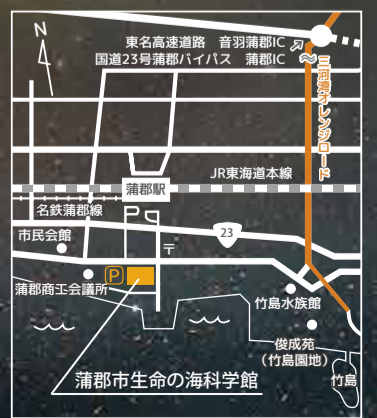 N
東名高速道路　音羽蒲郡IC
国道23号蒲郡バイパス　蒲郡IC
三河湾オレンジロード
JR東海道本線
蒲郡駅
名鉄蒲郡線
市民会館
〒
23
P
蒲郡商工会議所
竹島水族館
俊成苑
（竹島園地）
竹島
蒲郡市生命の海科学館